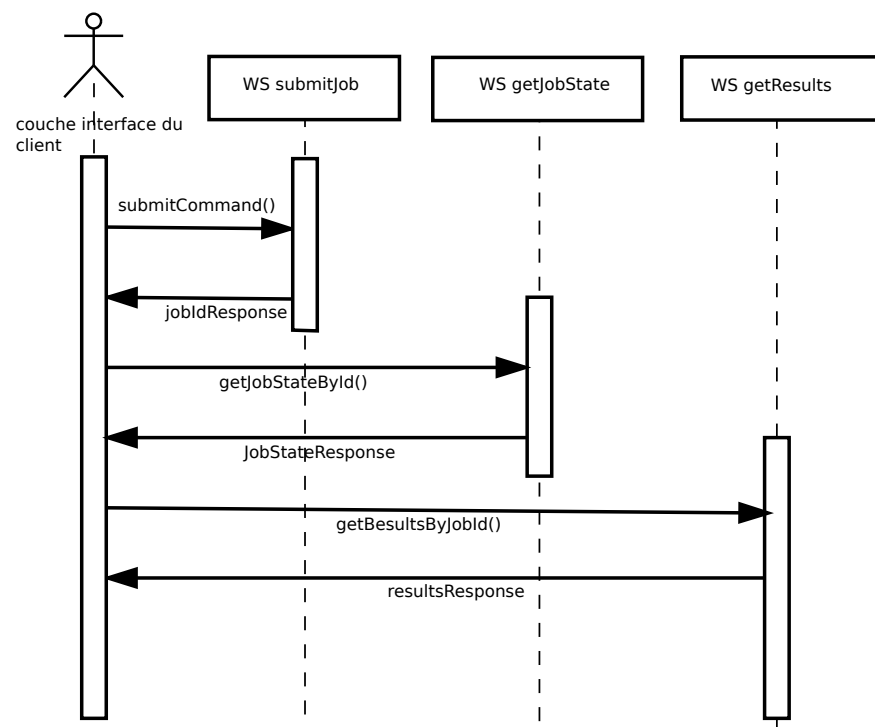 WS submitJob
WS getJobState
WS getResults
couche interface du
client
submitCommand()
jobIdResponse
getJobStateById()
JobStateResponse
getBesultsByJobId()
resultsResponse